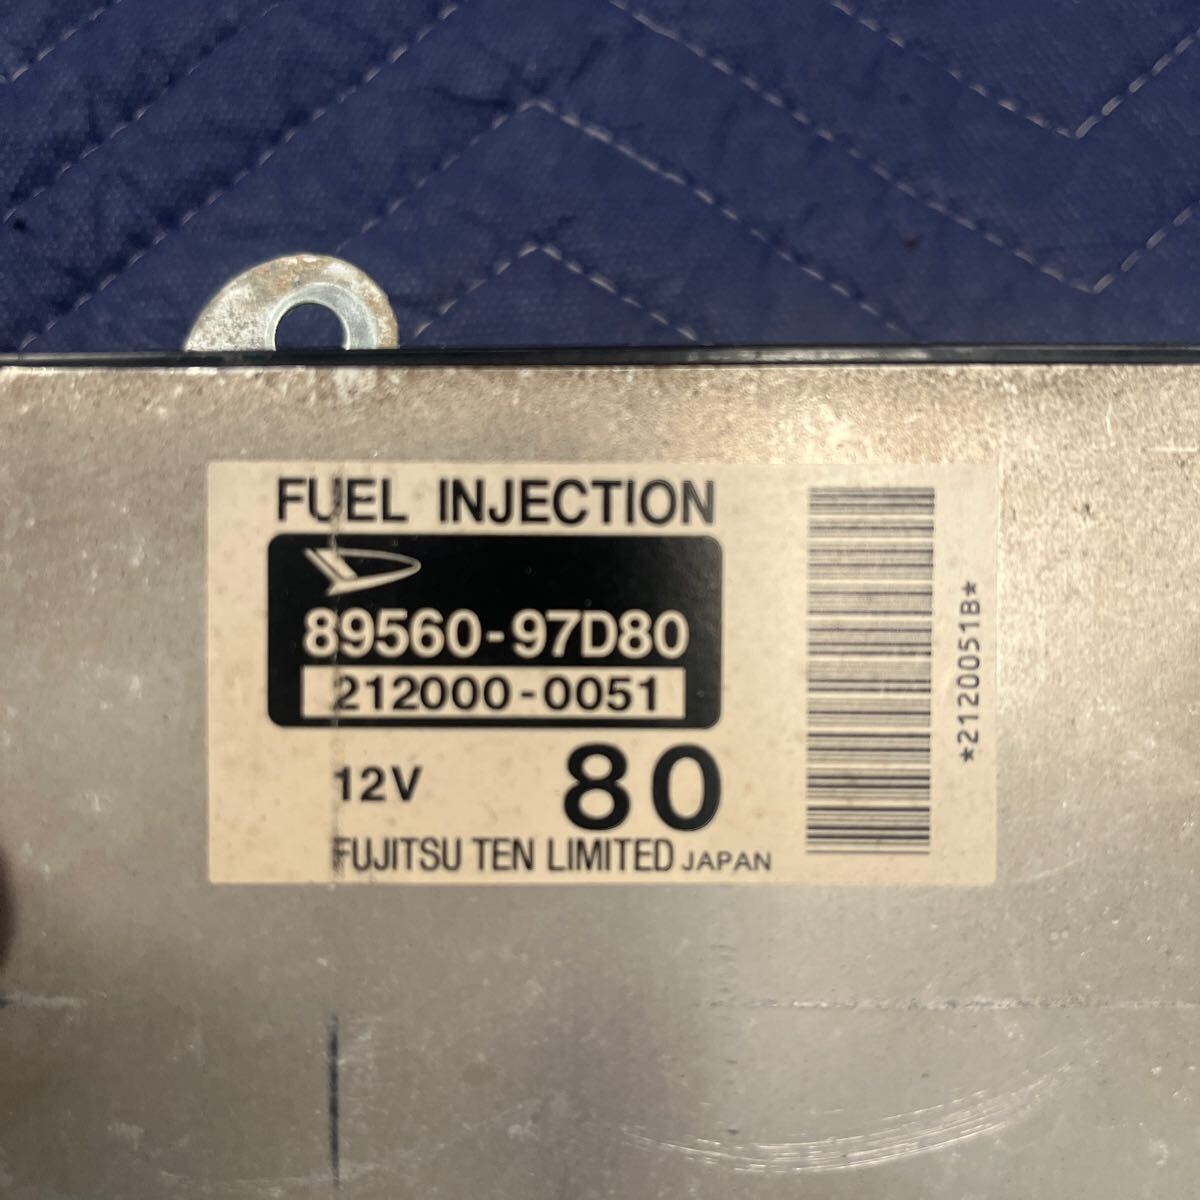 FUEL INJECTION
89560-97D80
212000-0051
12V 80
FUJITSU TEN LIMITED JAPAN
*2120051B*